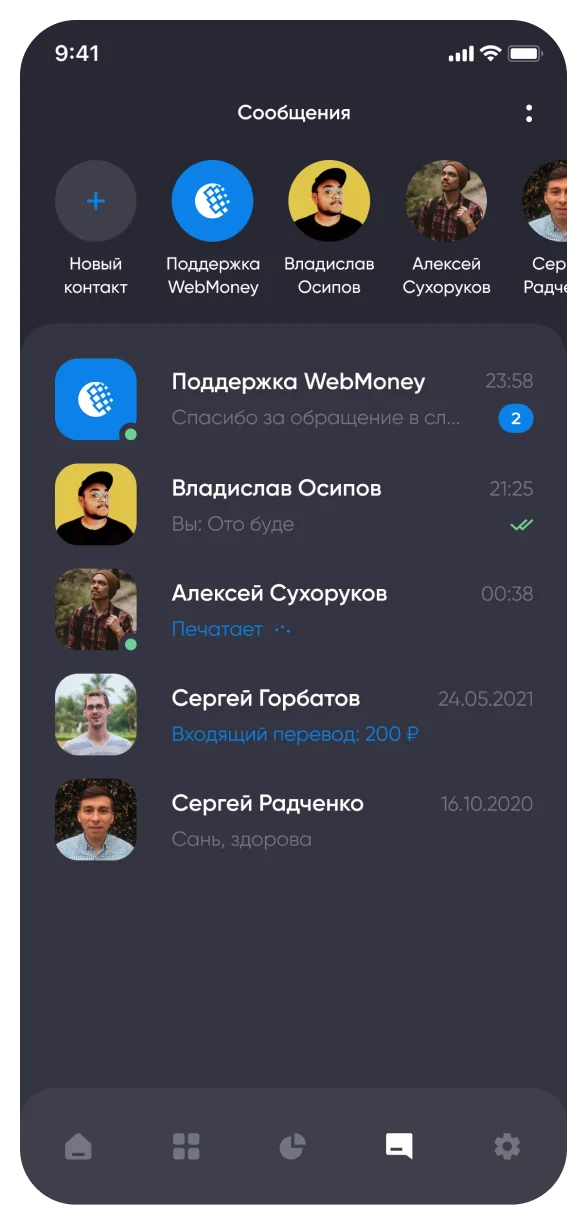 9:41
Сообщения
Новый контакт
Поддержка WebMoney
Владислав Осипов
Алексей Сухоруков
Поддержка WebMoney 23:58
Спасибо за обращение в сл... 2
Владислав Осипов 21:25
Вы: Ото буде
Алексей Сухоруков 00:38
Печатает
Сергей Горбатов 24.05.2021
Входящий перевод: 200 ₽
Сергей Радченко 16.10.2020
Сань, здорова